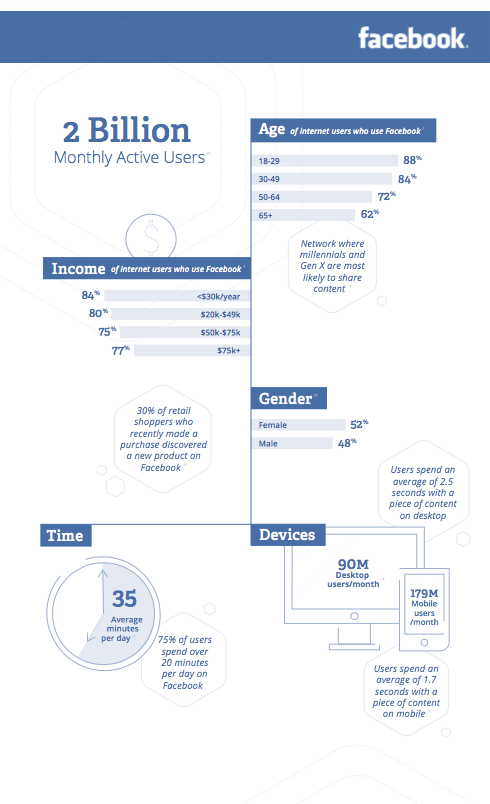 facebook.
2 Billion
Monthly Active Users
Age of internet users who use Facebook
18-29 88%
30-49 84%
50-64 72%
65+ 62%
Network where
millennials and
Gen X are most
likely to share
content
$
Income of internet users who use Facebook
84% <$30k/year
80% $20k-$49k
75% $50k-$75k
77% $75k+
30% of retail
shoppers who
recently made a
purchase discovered
a new product on
Facebook
Gender
Female 52%
Male 48%
Users spend an
average of 2.5
seconds with a
piece of content
on desktop
Time
35
Average
minutes
per day
75% of users
spend over
20 minutes
per day on
Facebook
Devices
90M
Desktop
users/month
179M
Mobile
users
/month
Users spend an
average of 1.7
seconds with a
piece of content
on mobile